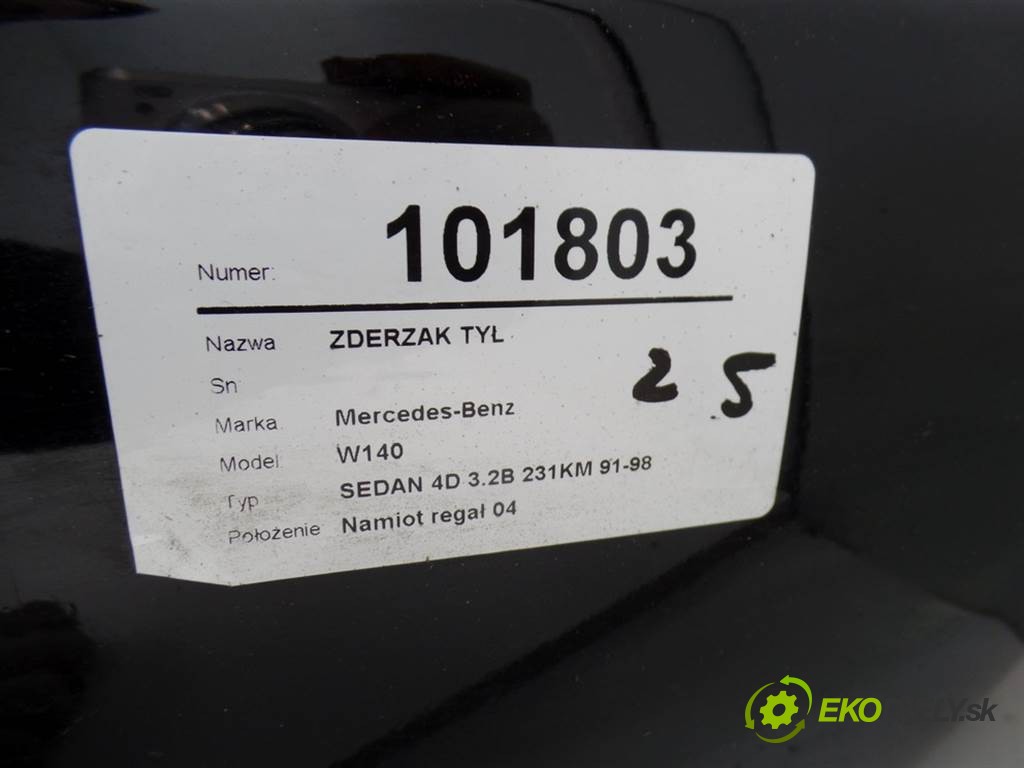 Numer: 101803
Nazwa ZDERZAK TYŁ
Sn
Marka Mercedes-Benz
Model W140
Typ SEDAN 4D 3.2B 231KM 91-98
Położenie Namiot regał 04
2 5